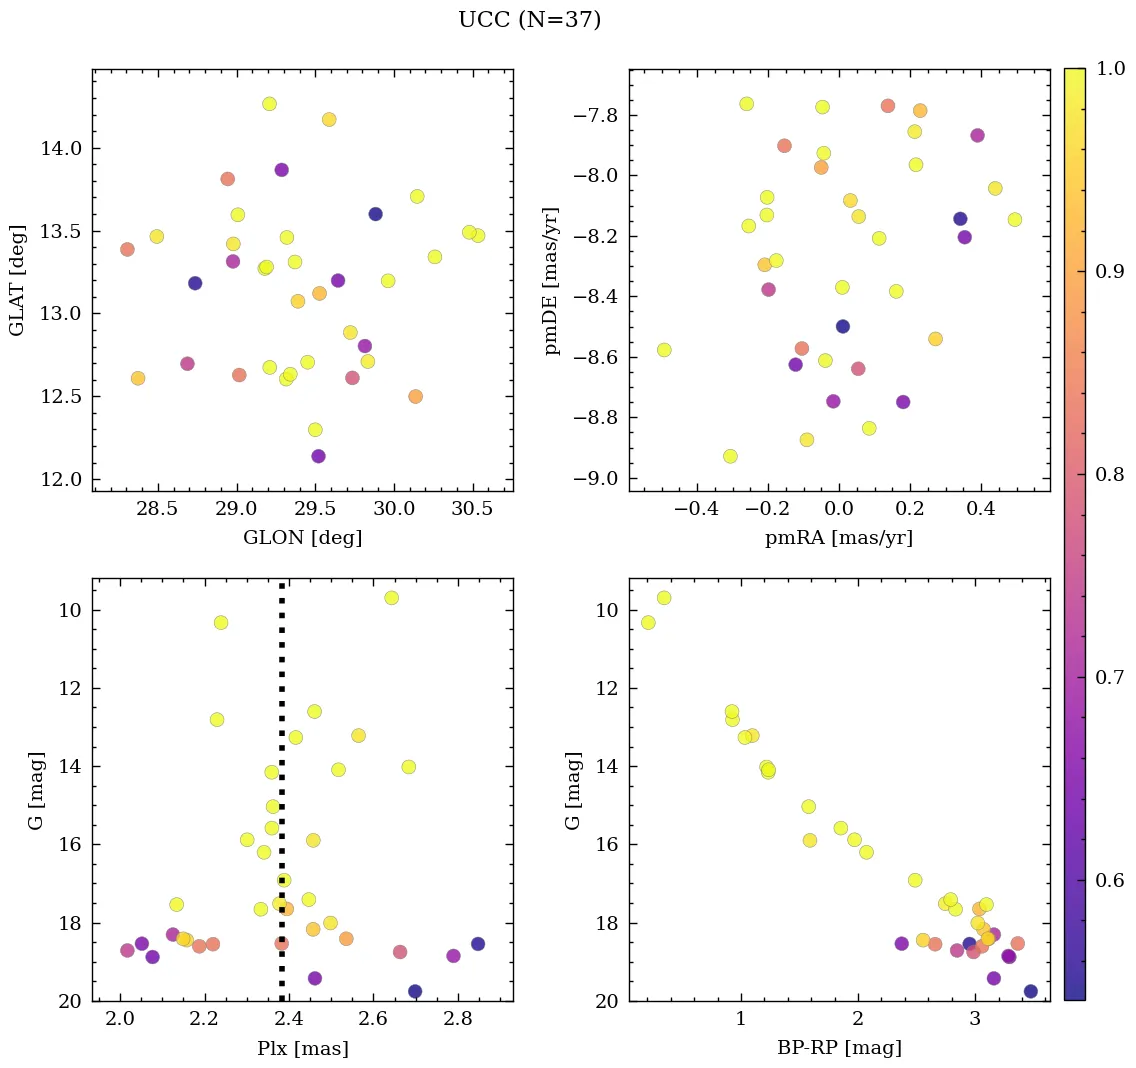 UCC (N=37)
14.0
13.5
13.0
12.5
12.0
GLAT [deg]
28.5 29.0 29.5 30.0 30.5
GLON [deg]
−7.8
−8.0
−8.2
−8.4
−8.6
−8.8
−9.0
pmDE [mas/yr]
−0.4 −0.2 0.0 0.2 0.4
pmRA [mas/yr]
10
12
14
16
18
20
G [mag]
2.0 2.2 2.4 2.6 2.8
Plx [mas]
10
12
14
16
18
20
G [mag]
1 2 3
BP-RP [mag]
1.0
0.9
0.8
0.7
0.6